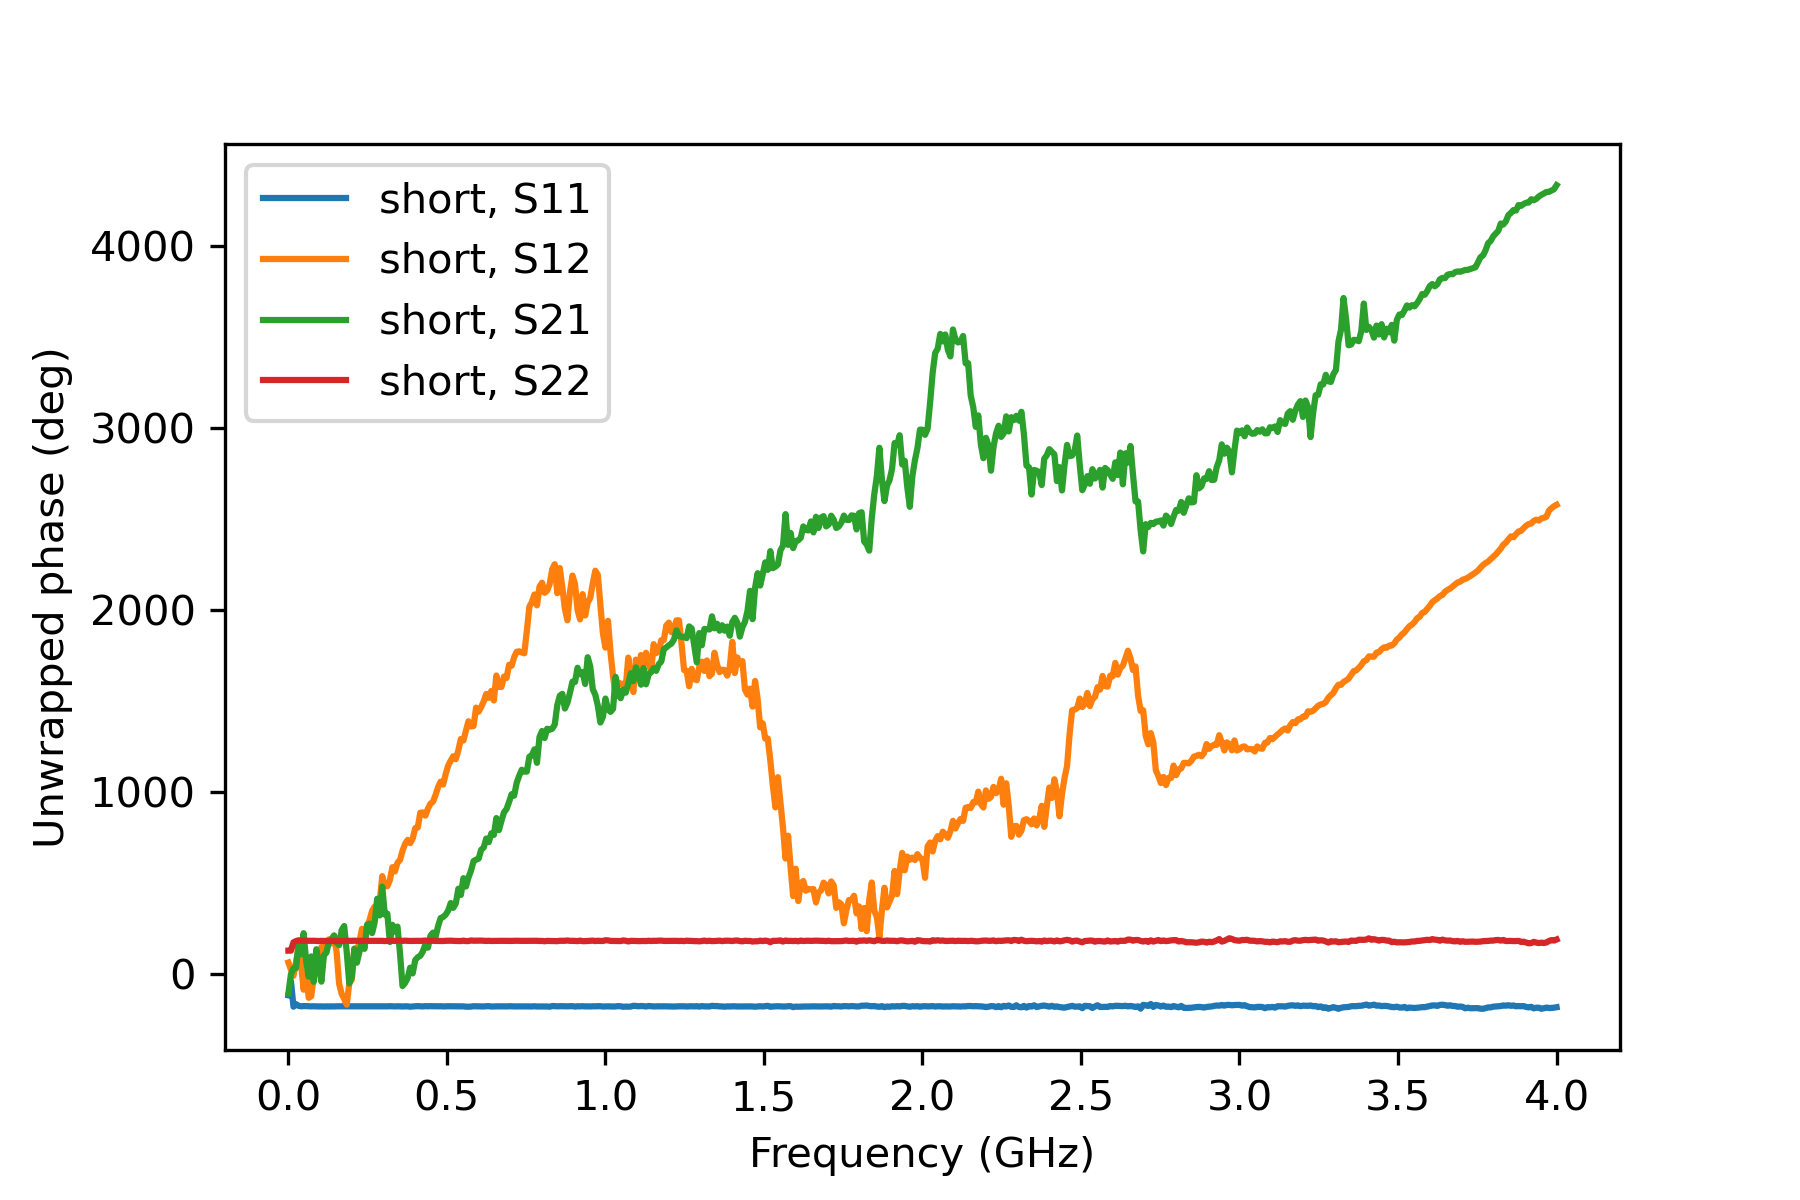 short, S11
short, S12
short, S21
short, S22
Unwrapped phase (deg)
4000
3000
2000
1000
0
0.0 0.5 1.0 1.5 2.0 2.5 3.0 3.5 4.0
Frequency (GHz)